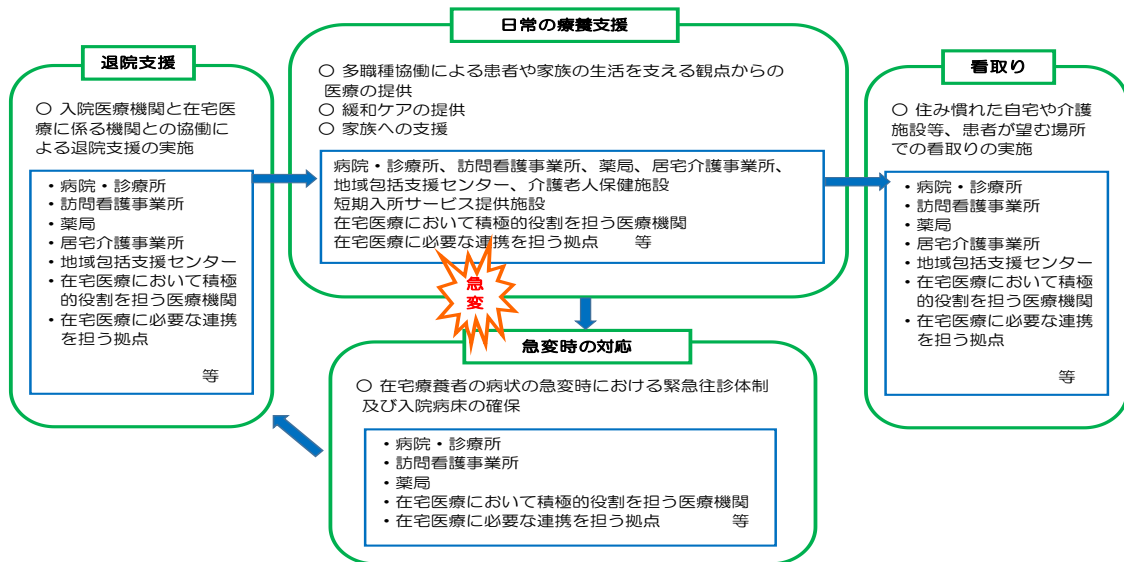 退院支援
○ 入院医療機関と在宅医
療に係る機関との協働に
よる退院支援の実施
・病院・診療所
・訪問看護事業所
・薬局
・居宅介護事業所
・地域包括支援センター
・在宅医療において積極
的役割を担う医療機関
・在宅医療に必要な連携
を担う拠点
等
日常の療養支援
○ 多職種協働による患者や家族の生活を支える観点からの
医療の提供
○ 緩和ケアの提供
○ 家族への支援
病院・診療所、訪問看護事業所、薬局、居宅介護事業所、
地域包括支援センター、介護老人保健施設
短期入所サービス提供施設
在宅医療において積極的役割を担う医療機関
在宅医療に必要な連携を担う拠点 等
急
変
急変時の対応
○ 在宅療養者の病状の急変時における緊急往診体制
及び入院病床の確保
・病院・診療所
・訪問看護事業所
・薬局
・在宅医療において積極的役割を担う医療機関
・在宅医療に必要な連携を担う拠点 等
看取り
○ 住み慣れた自宅や介護
施設等、患者が望む場所
での看取りの実施
・病院・診療所
・訪問看護事業所
・薬局
・居宅介護事業所
・地域包括支援センター
・在宅医療において積極
的役割を担う医療機関
・在宅医療に必要な連携
を担う拠点
等